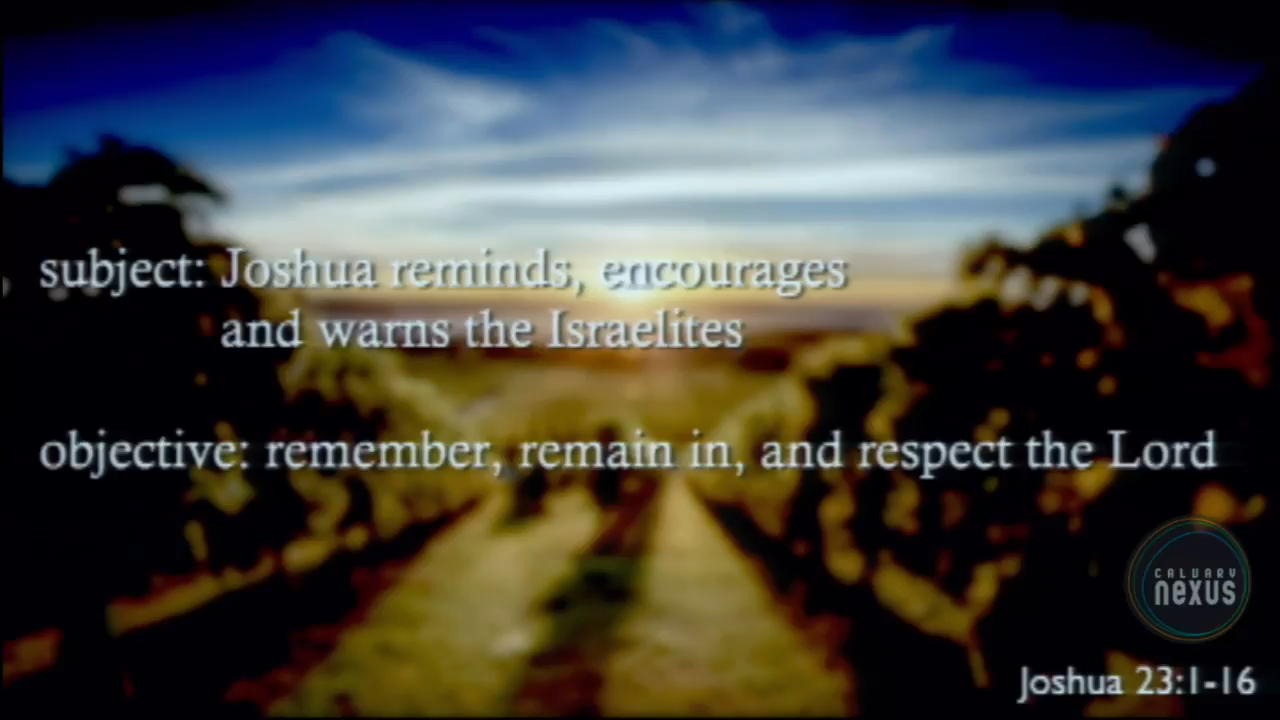 subject: Joshua reminds, encourages
and warns the Israelites
objective: remember, remain in, and respect the Lord
CALVARY
nexus
Joshua 23:1-16